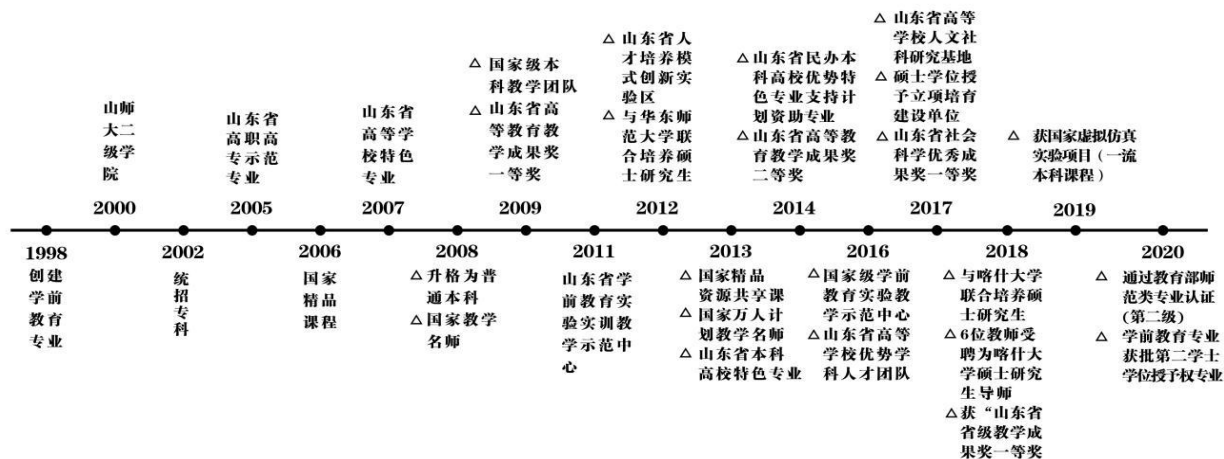 山师
大二
级学
院
2000
山东省
高职高
专示范
专业
2005
山东省
高等学
校特色
专业
2007
△ 国家级本
科教学团队
△ 山东省高
等教育教
学成果奖
一等奖
2009
△ 山东省人
才培养模
式创新实
验区
△ 与华东师
范大学联
合培养硕
士研究生
2012
△ 山东省民办本
科高校优势特
色专业支持计
划资助专业
△ 山东省高等教
育教学成果奖
二等奖
2014
△ 山东省高等
学校人文社
科研究基地
△ 硕士学位授
予立项培育
建设单位
△ 山东省社会
科学优秀成
果奖一等奖
2017
△ 获国家虚拟仿真
实验项目（一流
本科课程）
2019
1998
创建
学前
教育
专业
2002
统
招
专
科
2006
国家
精品
课程
2008
△ 升格为普
通本科
△ 国家教学
名师
2011
山东省学
前教育实
验实训教
学示范中
心
2013
△ 国家精品
资源共享课
△ 国家万人计
划教学名师
△ 山东省本科
高校特色专业
2016
△ 国家级学前
教育实验教
学示范中心
△ 山东省高等
学校优势学
科人才团队
2018
△ 与喀什大学
联合培养硕
士研究生
△ 6位教师受
聘为喀什大
学硕士研究
生导师
△ 获“山东省
省级教学成
果奖一等奖
2020
△ 通过教育部师
范类专业认证
(第二级)
△ 学前教育专业
获批第二学士
学位授予权专业